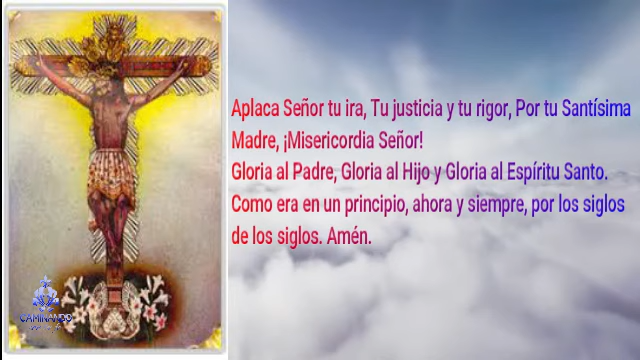 Aplaca Señor tu ira, Tu justicia y tu rigor, Por tu Santísima
Madre, ¡Misericordia Señor!
Gloria al Padre, Gloria al Hijo y Gloria al Espíritu Santo.
Como era en un principio, ahora y siempre, por los siglos
de los siglos. Amén.
CAMINANDO